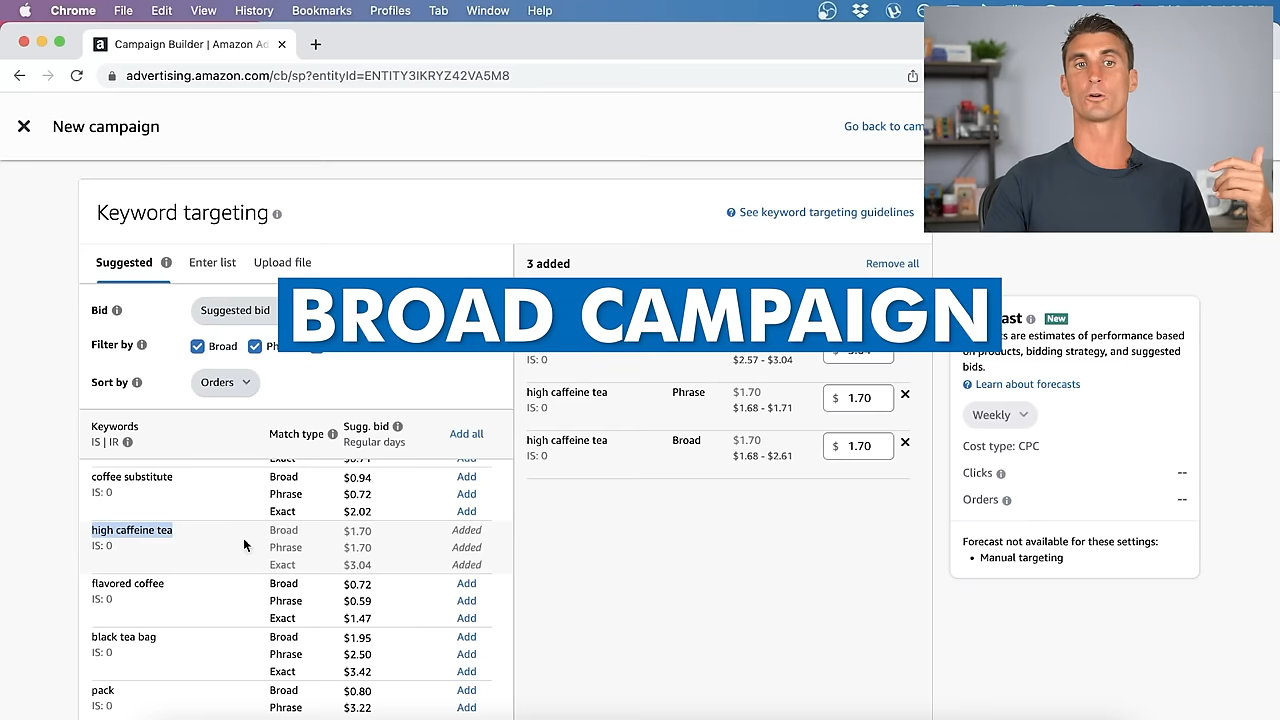 Chrome File Edit View History Bookmarks Profiles Tab Window Help
Campaign Builder | Amazon Ad
advertising.amazon.com/cb/sp?entityId=ENTITY3IKRYZ42VA5M8
New campaign
Go back to cam
Keyword targeting
See keyword targeting guidelines
Suggested Enter list Upload file
3 added Remove all
Bid Suggested bid
BROAD CAMPAIGN
Filter by Broad Ph
Sort by Orders
Keywords
IS | IR
Match type
Sugg. bid
Regular days
Add all
coffee substitute Broad $0.94 Add
IS: 0 Phrase $0.72 Add
Exact $2.02 Add
high caffeine tea Broad $1.70 Added
IS: 0 Phrase $1.70 Added
Exact $3.04 Added
flavored coffee Broad $0.72 Add
IS: 0 Phrase $0.59 Add
Exact $1.47 Add
black tea bag Broad $1.95 Add
IS: 0 Phrase $2.50 Add
Exact $3.42 Add
pack Broad $0.80 Add
IS: 0 Phrase $3.22 Add
IS: 0 $2.57 - $3.04
high caffeine tea Phrase $1.70 $ 1.70
IS: 0 $1.68 - $1.71
high caffeine tea Broad $1.70 $ 1.70
IS: 0 $1.68 - $2.61
ast New
are estimates of performance based
products, bidding strategy, and suggested
bids.
Learn about forecasts
Weekly
Cost type: CPC
Clicks --
Orders --
Forecast not available for these settings:
• Manual targeting